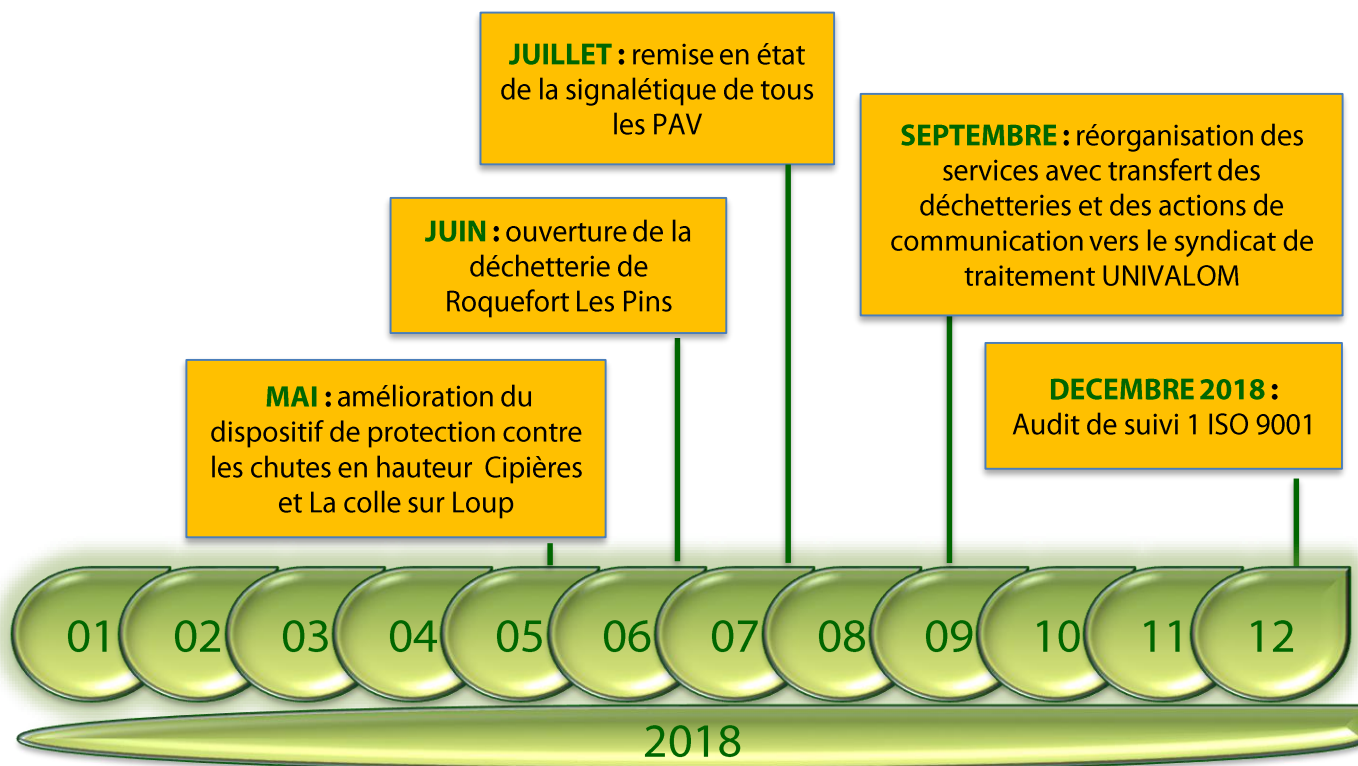 JUILLET : remise en état
de la signalétique de tous
les PAV
SEPTEMBRE : réorganisation des
services avec transfert des
déchetteries et des actions de
communication vers le syndicat de
traitement UNIVALOM
JUIN : ouverture de la
déchetterie de
Roquefort Les Pins
MAI : amélioration du
dispositif de protection contre
les chutes en hauteur Cipières
et La colle sur Loup
DECEMBRE 2018 :
Audit de suivi 1 ISO 9001
01 02 03 04 05 06 07 08 09 10 11 12
2018